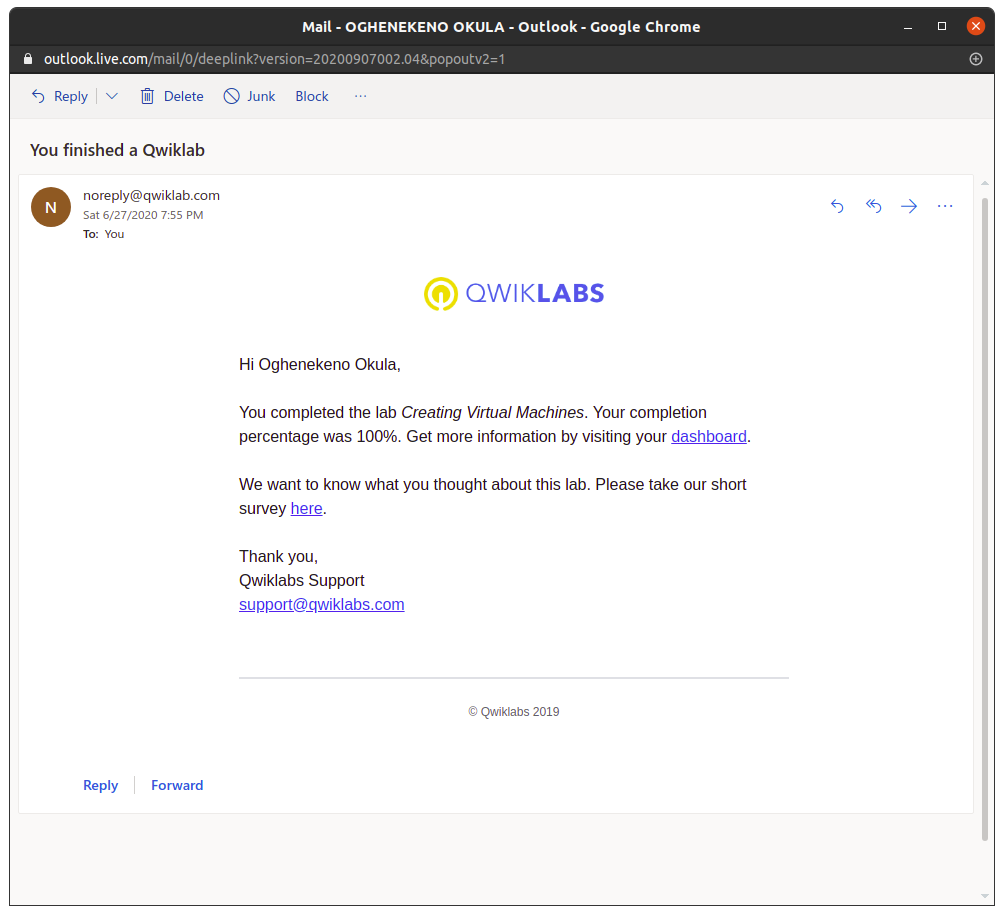 Mail - OGHENEKENO OKULA - Outlook - Google Chrome
outlook.live.com/mail/0/deeplink?version=20200907002.04&popoutv2=1
Reply Delete Junk Block ...
You finished a Qwiklab
N
noreply@qwiklab.com
Sat 6/27/2020 7:55 PM
To: You
...
QWIKLABS
Hi Oghenekeno Okula,
You completed the lab Creating Virtual Machines. Your completion
percentage was 100%. Get more information by visiting your dashboard.
We want to know what you thought about this lab. Please take our short
survey here.
Thank you,
Qwiklabs Support
support@qwiklabs.com
© Qwiklabs 2019
Reply Forward